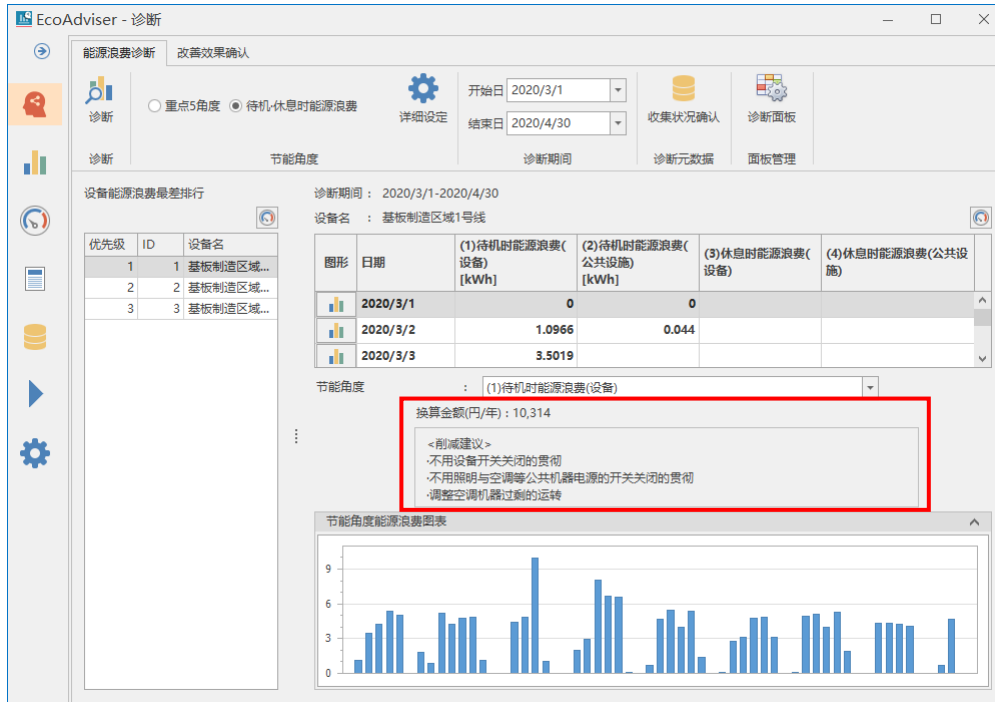 EcoAdviser - 诊断
能源浪费诊断 改善效果确认
诊断
重点5角度 待机·休息时能源浪费
详细设定
开始日 2020/3/1
结束日 2020/4/30
收集状况确认
诊断面板
诊断 节能角度 诊断期间 诊断元数据 面板管理
设备能源浪费最差排行
优先级 ID 设备名
1 1 基板制造区域...
2 2 基板制造区域...
3 3 基板制造区域...
诊断期间 : 2020/3/1-2020/4/30
设备名 : 基板制造区域1号线
图形 日期 (1)待机时能源浪费(设备) [kWh] (2)待机时能源浪费(公共设施) [kWh] (3)休息时能源浪费(设备) (4)休息时能源浪费(公共设施)
2020/3/1 0 0
2020/3/2 1.0966 0.044
2020/3/3 3.5019
节能角度 : (1)待机时能源浪费(设备)
换算金额(円/年) : 10,314
<削减建议>
·不用设备开关关闭的贯彻
·不用照明与空调等公共机器电源的开关关闭的贯彻
·调整空调机器过剩的运转
节能角度能源浪费图表
9
6
3
0